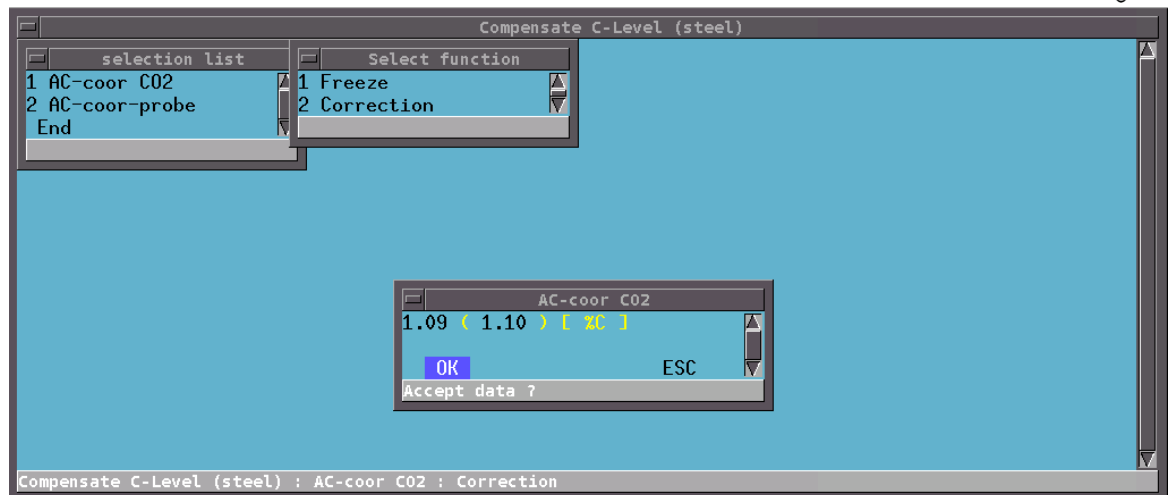 Compensate C-Level (steel)
selection list
1 AC-coor CO2
2 AC-coor-probe
End
Select function
1 Freeze
2 Correction
AC-coor CO2
1.09 ( 1.10 ) [ %C ]
OK ESC
Accept data ?
Compensate C-Level (steel) : AC-coor CO2 : Correction